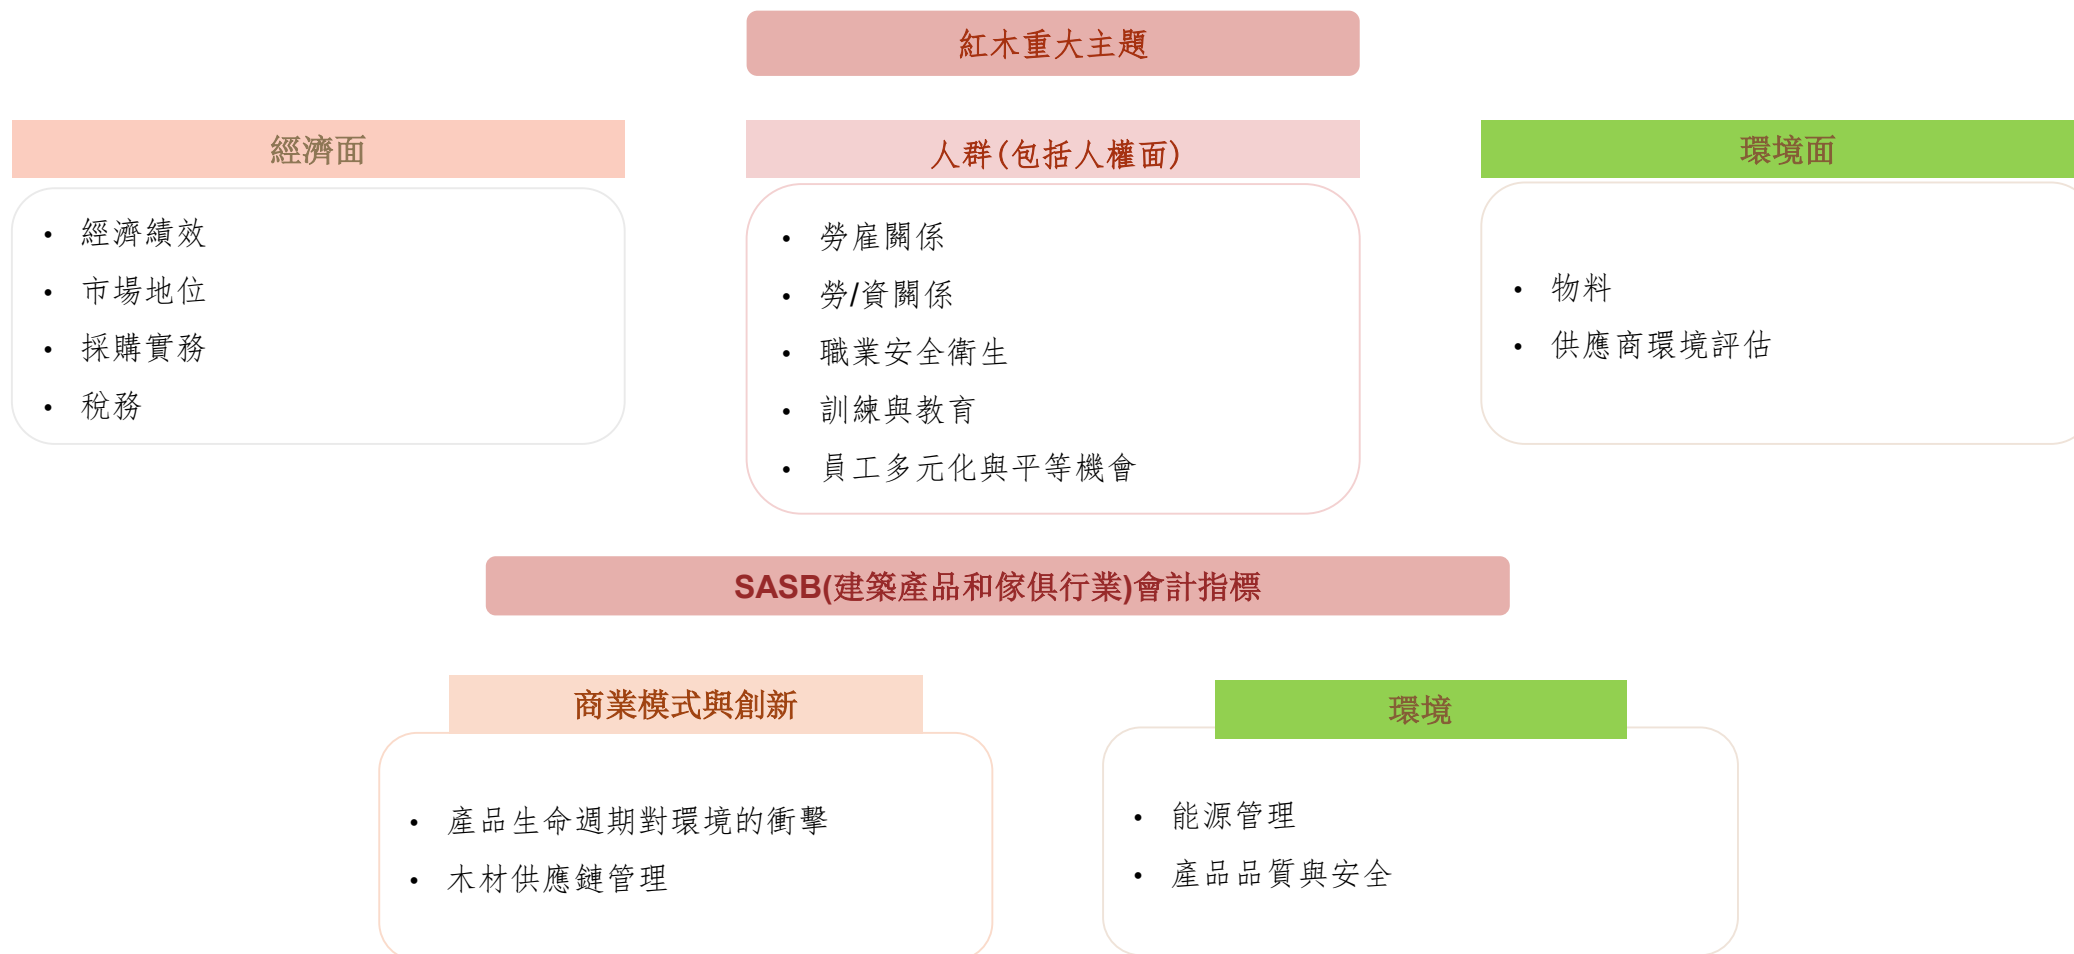 紅木重大主題
經濟面
• 經濟績效
• 市場地位
• 採購實務
• 稅務
人群(包括人權面)
• 勞雇關係
• 勞/資關係
• 職業安全衛生
• 訓練與教育
• 員工多元化與平等機會
環境面
• 物料
• 供應商環境評估
SASB(建築產品和傢俱行業)會計指標
商業模式與創新
• 產品生命週期對環境的衝擊
• 木材供應鏈管理
環境
• 能源管理
• 產品品質與安全